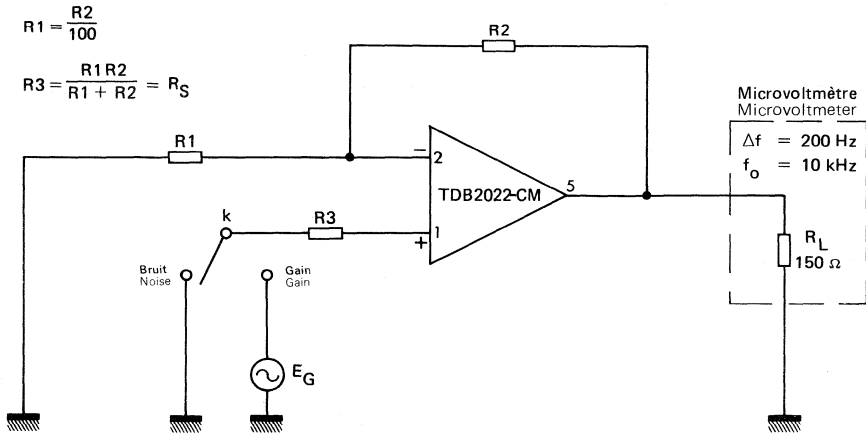 R1 = R2 / 100
R3 = R1 R2 / R1 + R2 = RS
R2
R1
Microvoltmètre
Microvoltmeter
Δf = 200 Hz
fo = 10 kHz
− 2
TDB2022-CM
5
k
R3
+ 1
RL
150 Ω
Bruit
Noise
Gain
Gain
EG